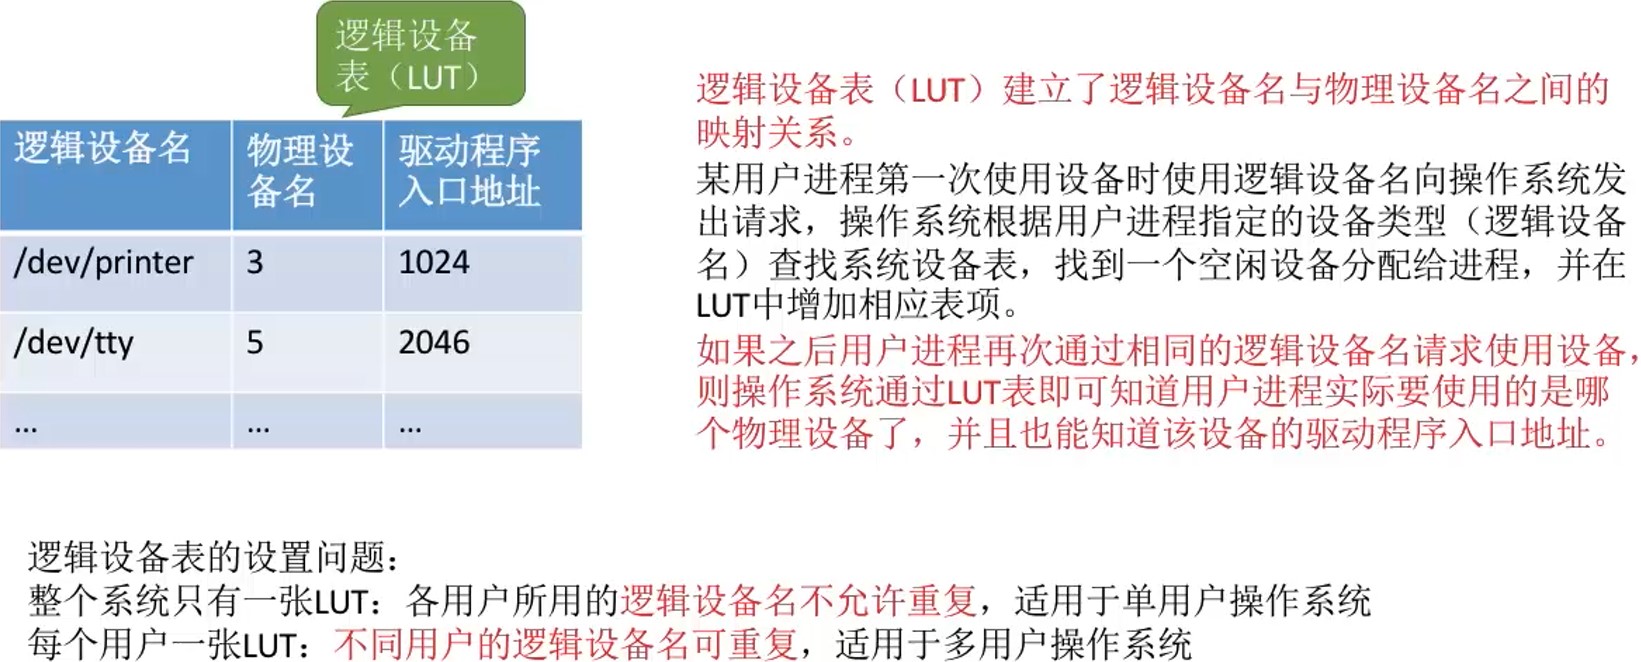 逻辑设备
表（LUT）
逻辑设备名
物理设
备名
驱动程序
入口地址
/dev/printer 3 1024
/dev/tty 5 2046
... ... ...
逻辑设备表（LUT）建立了逻辑设备名与物理设备名之间的
映射关系。
某用户进程第一次使用设备时使用逻辑设备名向操作系统发
出请求，操作系统根据用户进程指定的设备类型（逻辑设备
名）查找系统设备表，找到一个空闲设备分配给进程，并在
LUT中增加相应表项。
如果之后用户进程再次通过相同的逻辑设备名请求使用设备，
则操作系统通过LUT表即可知道用户进程实际要使用的是哪
个物理设备了，并且也能知道该设备的驱动程序入口地址。
逻辑设备表的设置问题：
整个系统只有一张LUT：各用户所用的逻辑设备名不允许重复，适用于单用户操作系统
每个用户一张LUT：不同用户的逻辑设备名可重复，适用于多用户操作系统